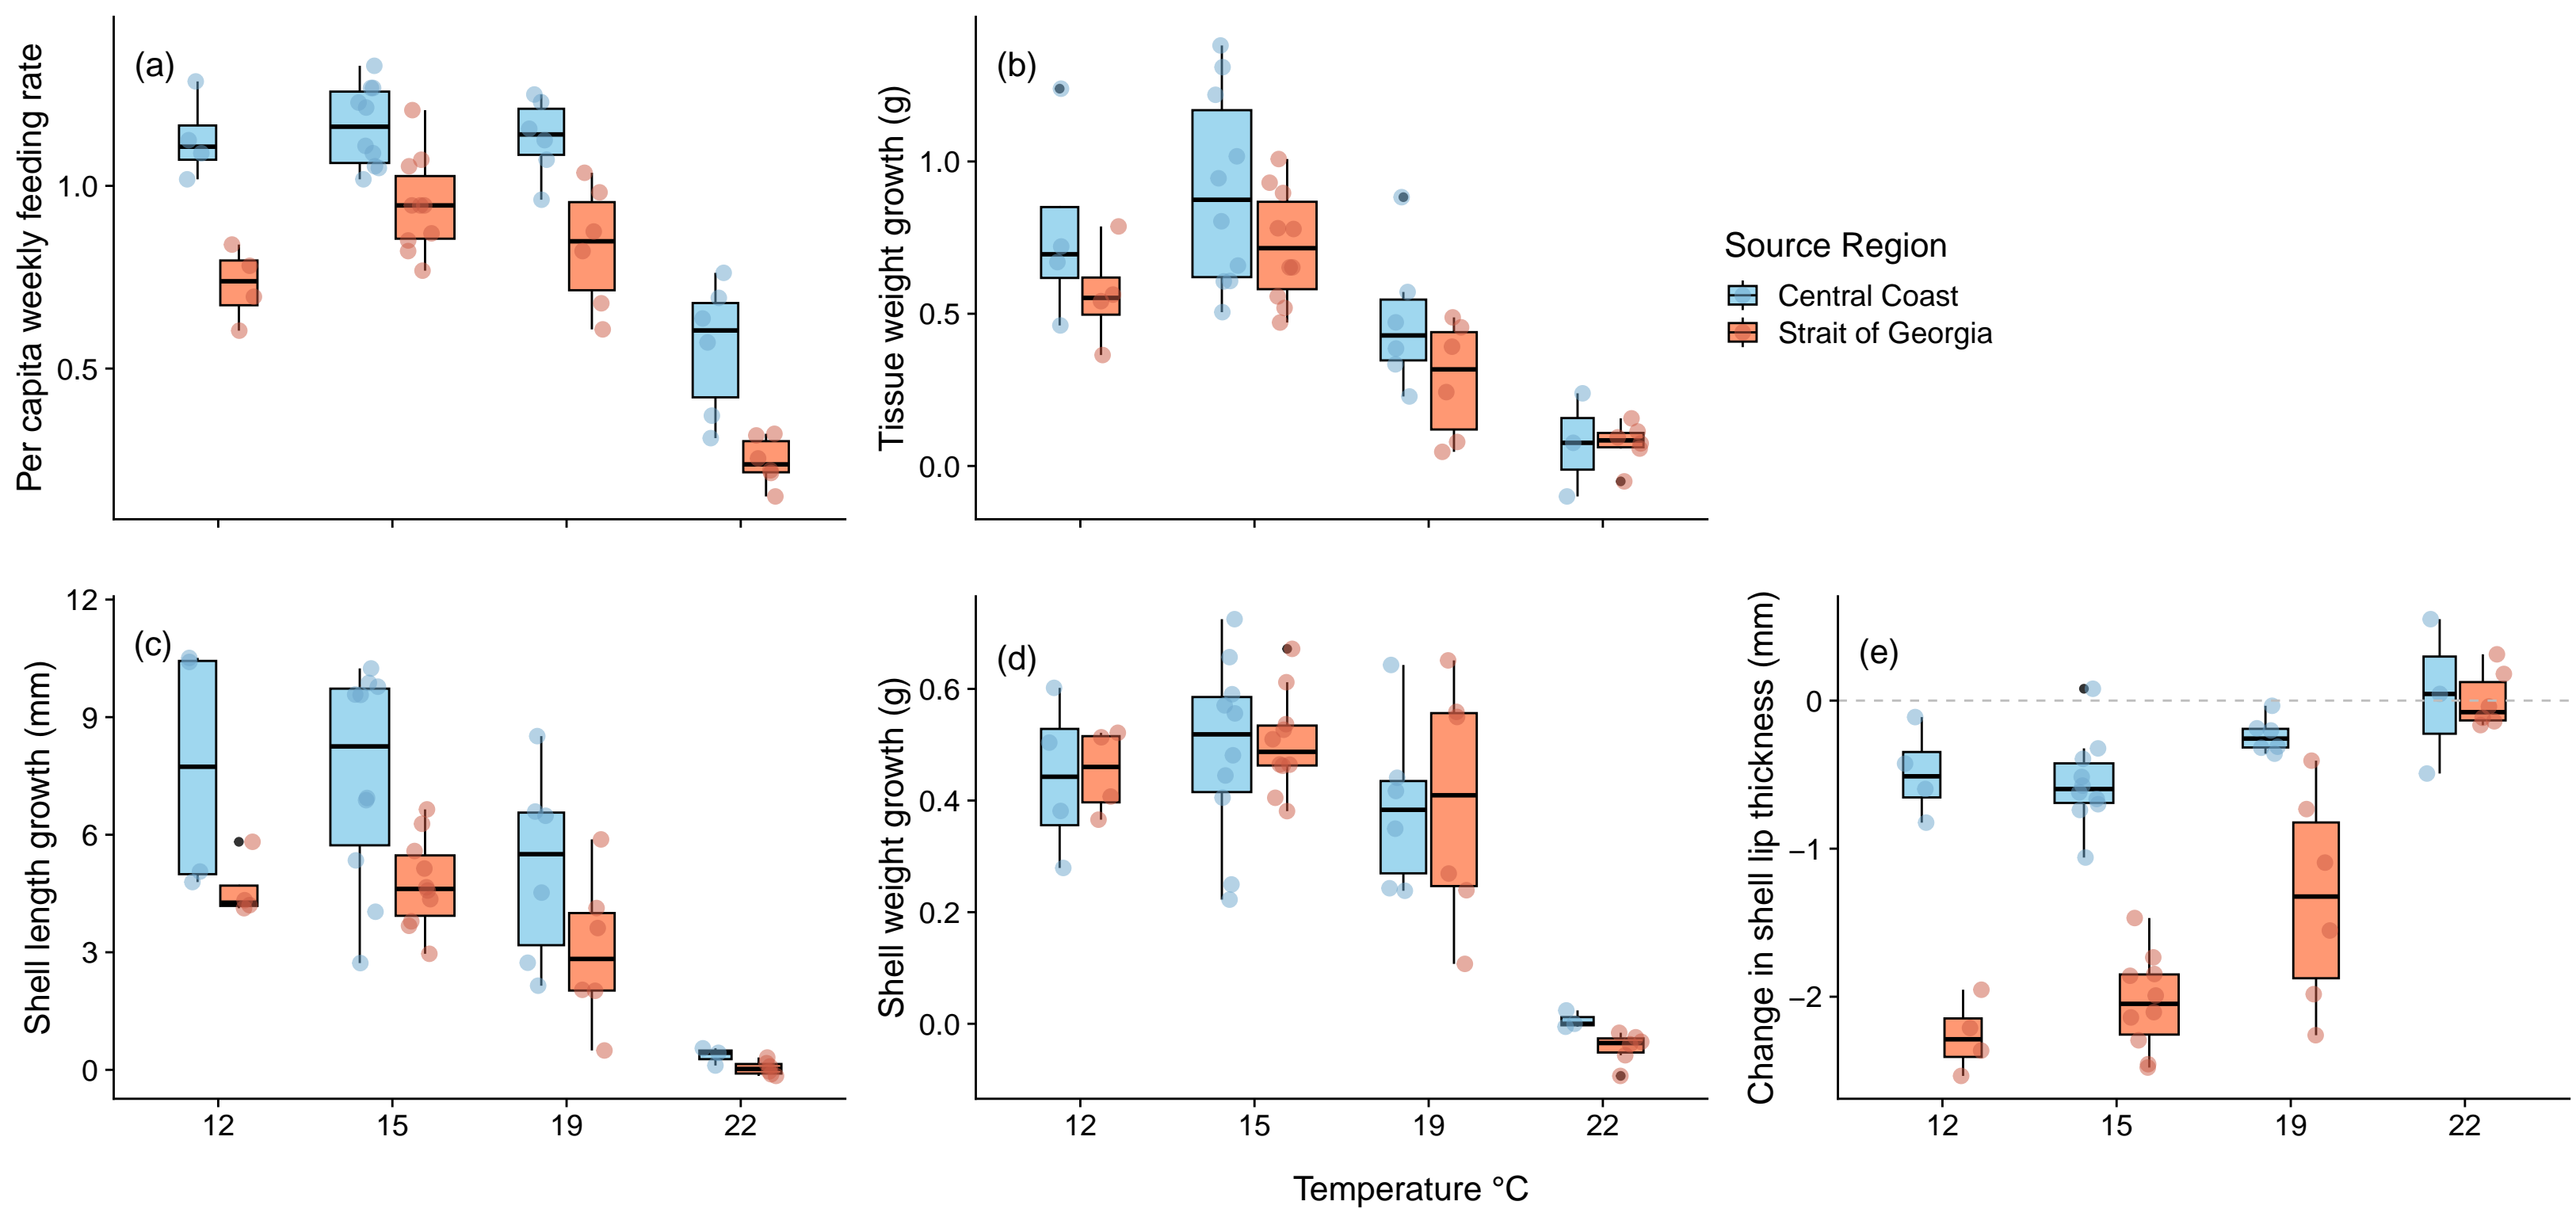 Per capita weekly feeding rate
(a)
1.0
0.5
Tissue weight growth (g)
(b)
1.0
0.5
0.0
Source Region
Central Coast
Strait of Georgia
Shell length growth (mm)
(c)
12
9
6
3
0
12 15 19 22
Shell weight growth (g)
(d)
0.6
0.4
0.2
0.0
12 15 19 22
Change in shell lip thickness (mm)
(e)
0
−1
−2
12 15 19 22
Temperature °C